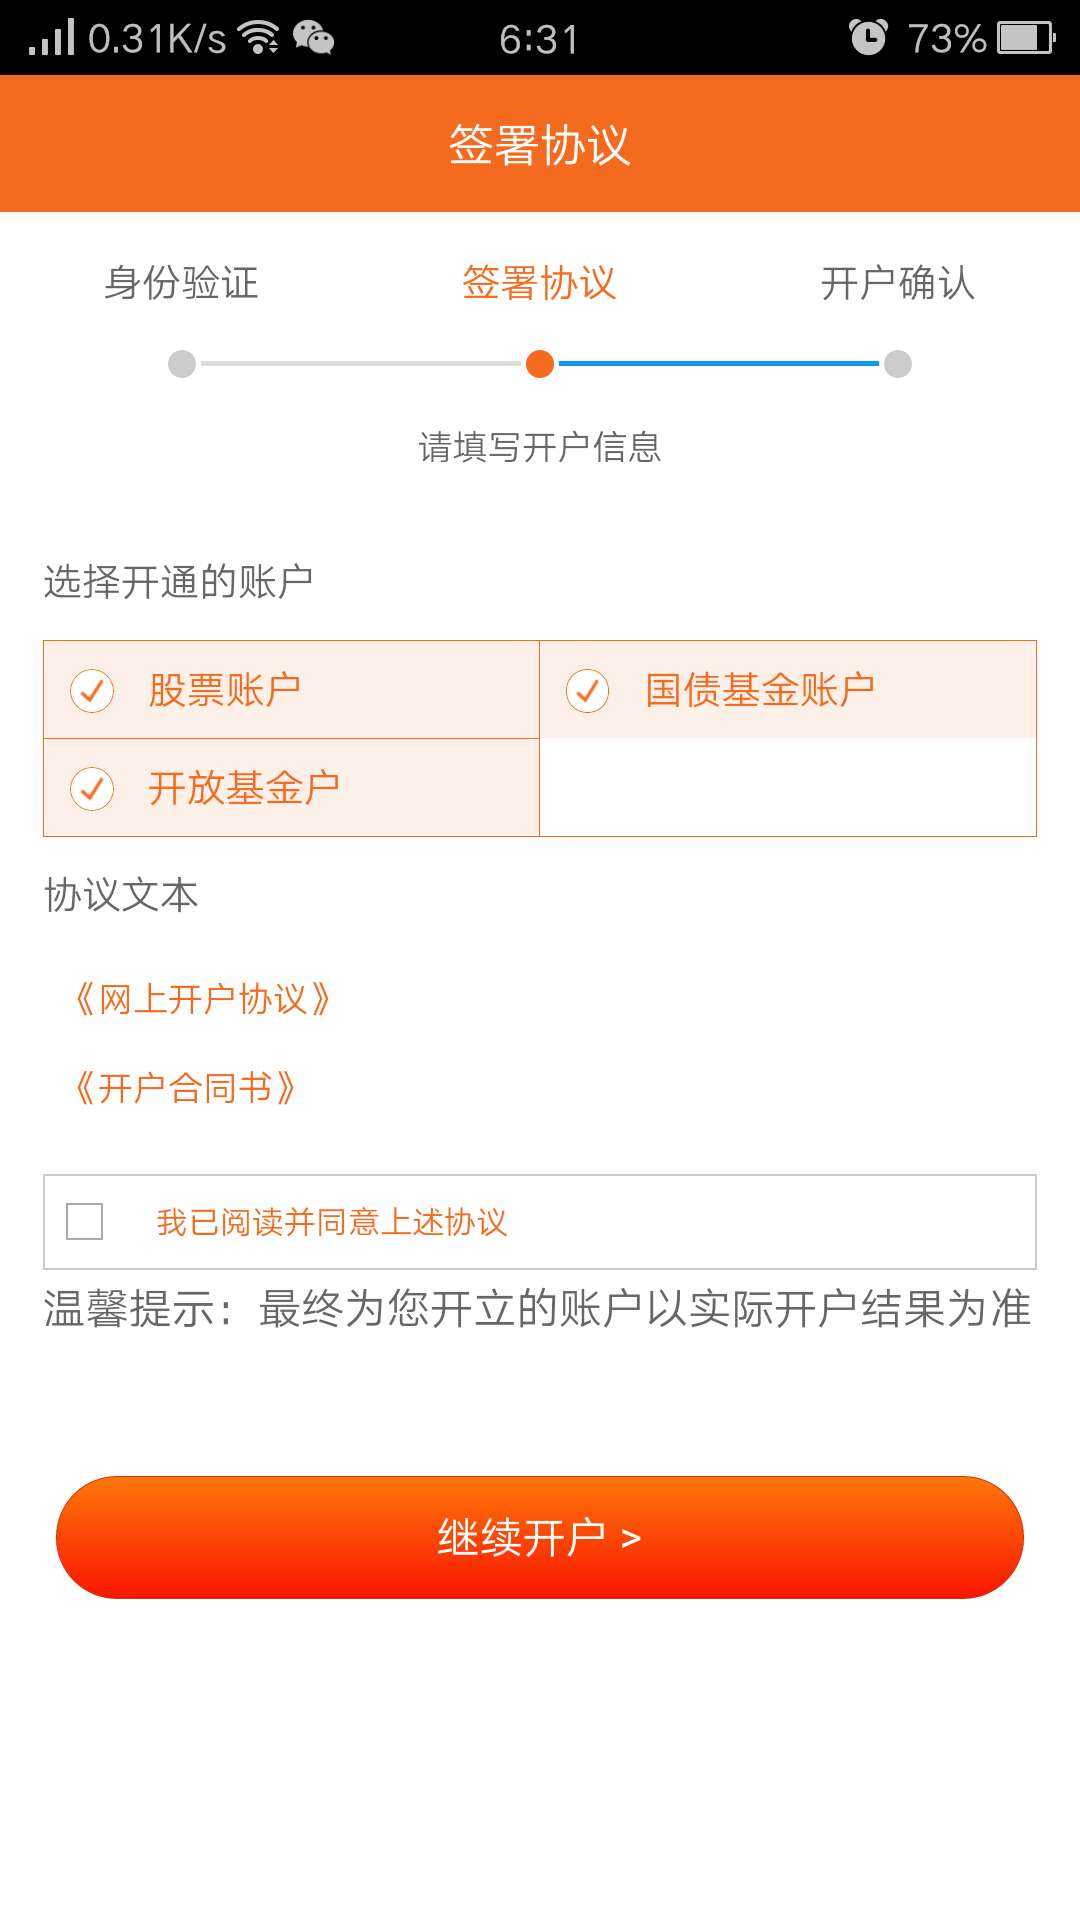 0.31K/s 6:31 73%
签署协议
身份验证 签署协议 开户确认
请填写开户信息
选择开通的账户
股票账户 国债基金账户
开放基金户
协议文本
《网上开户协议》
《开户合同书》
我已阅读并同意上述协议
温馨提示：最终为您开立的账户以实际开户结果为准
继续开户 >